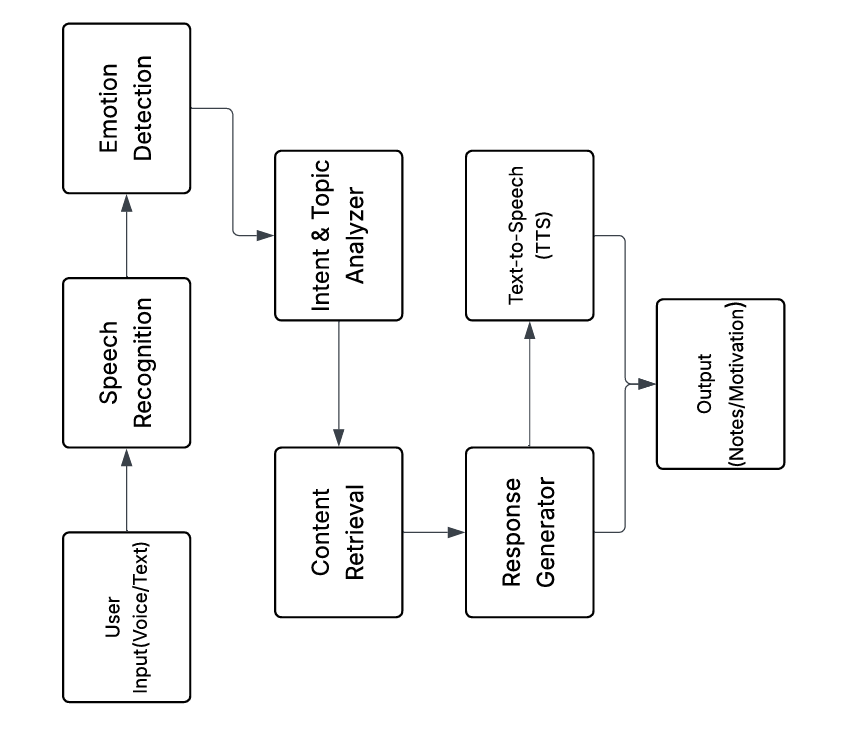 User
Input(Voice/Text)
Speech
Recognition
Emotion
Detection
Intent & Topic
Analyzer
Content
Retrieval
Response
Generator
Text-to-Speech
(TTS)
Output
(Notes/Motivation)